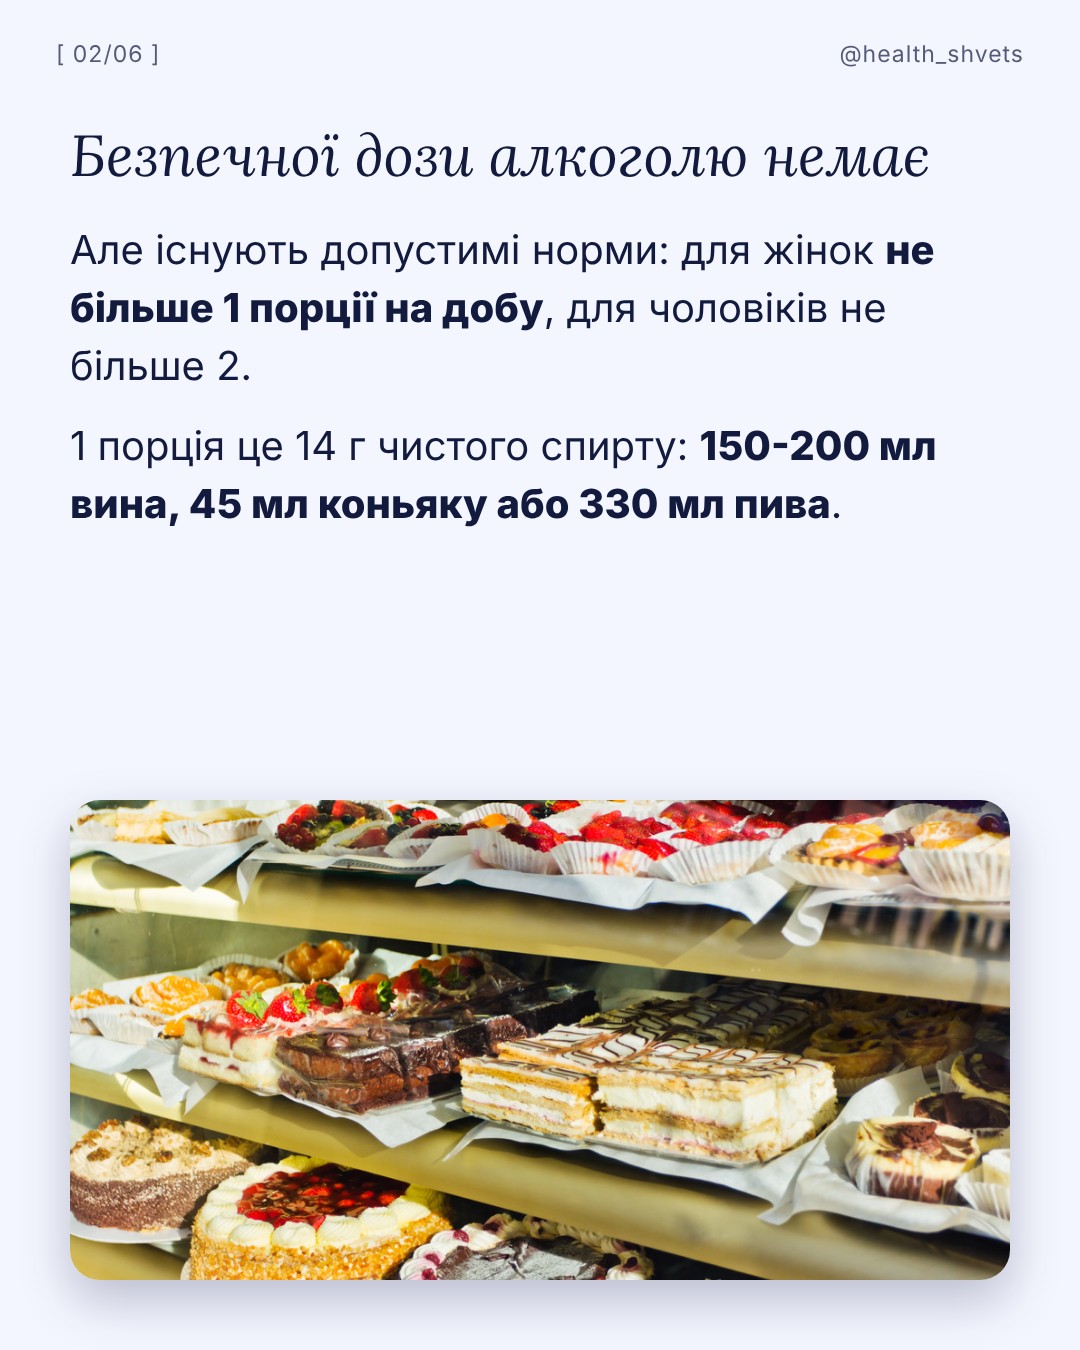 [ 02/06 ]
@health_shvets
Безпечної дози алкоголю немає
Але існують допустимі норми: для жінок не
більше 1 порції на добу, для чоловіків не
більше 2.
1 порція це 14 г чистого спирту: 150-200 мл
вина, 45 мл коньяку або 330 мл пива.